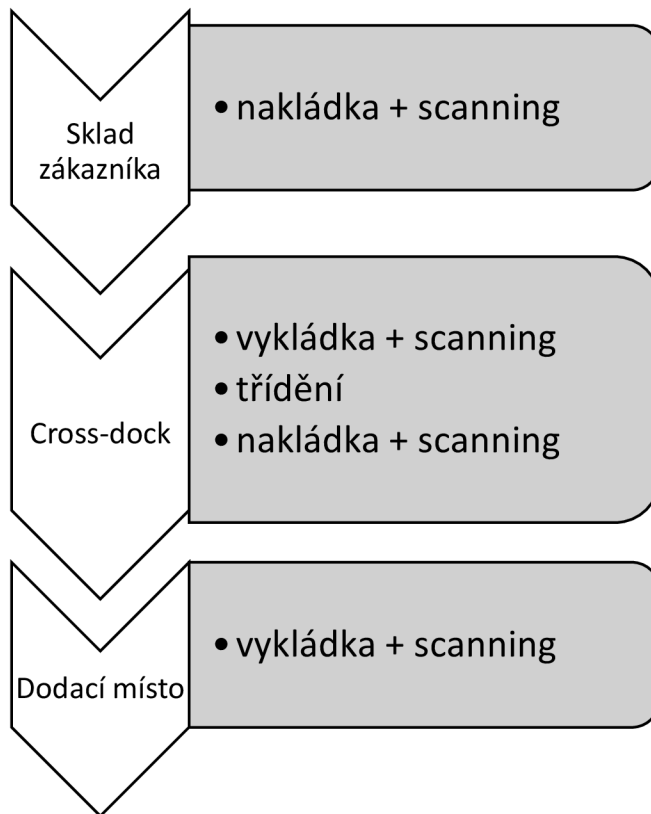 Sklad
zákazníka
• nakládka + scanning
Cross-dock
• vykládka + scanning
• třídění
• nakládka + scanning
Dodací místo
• vykládka + scanning